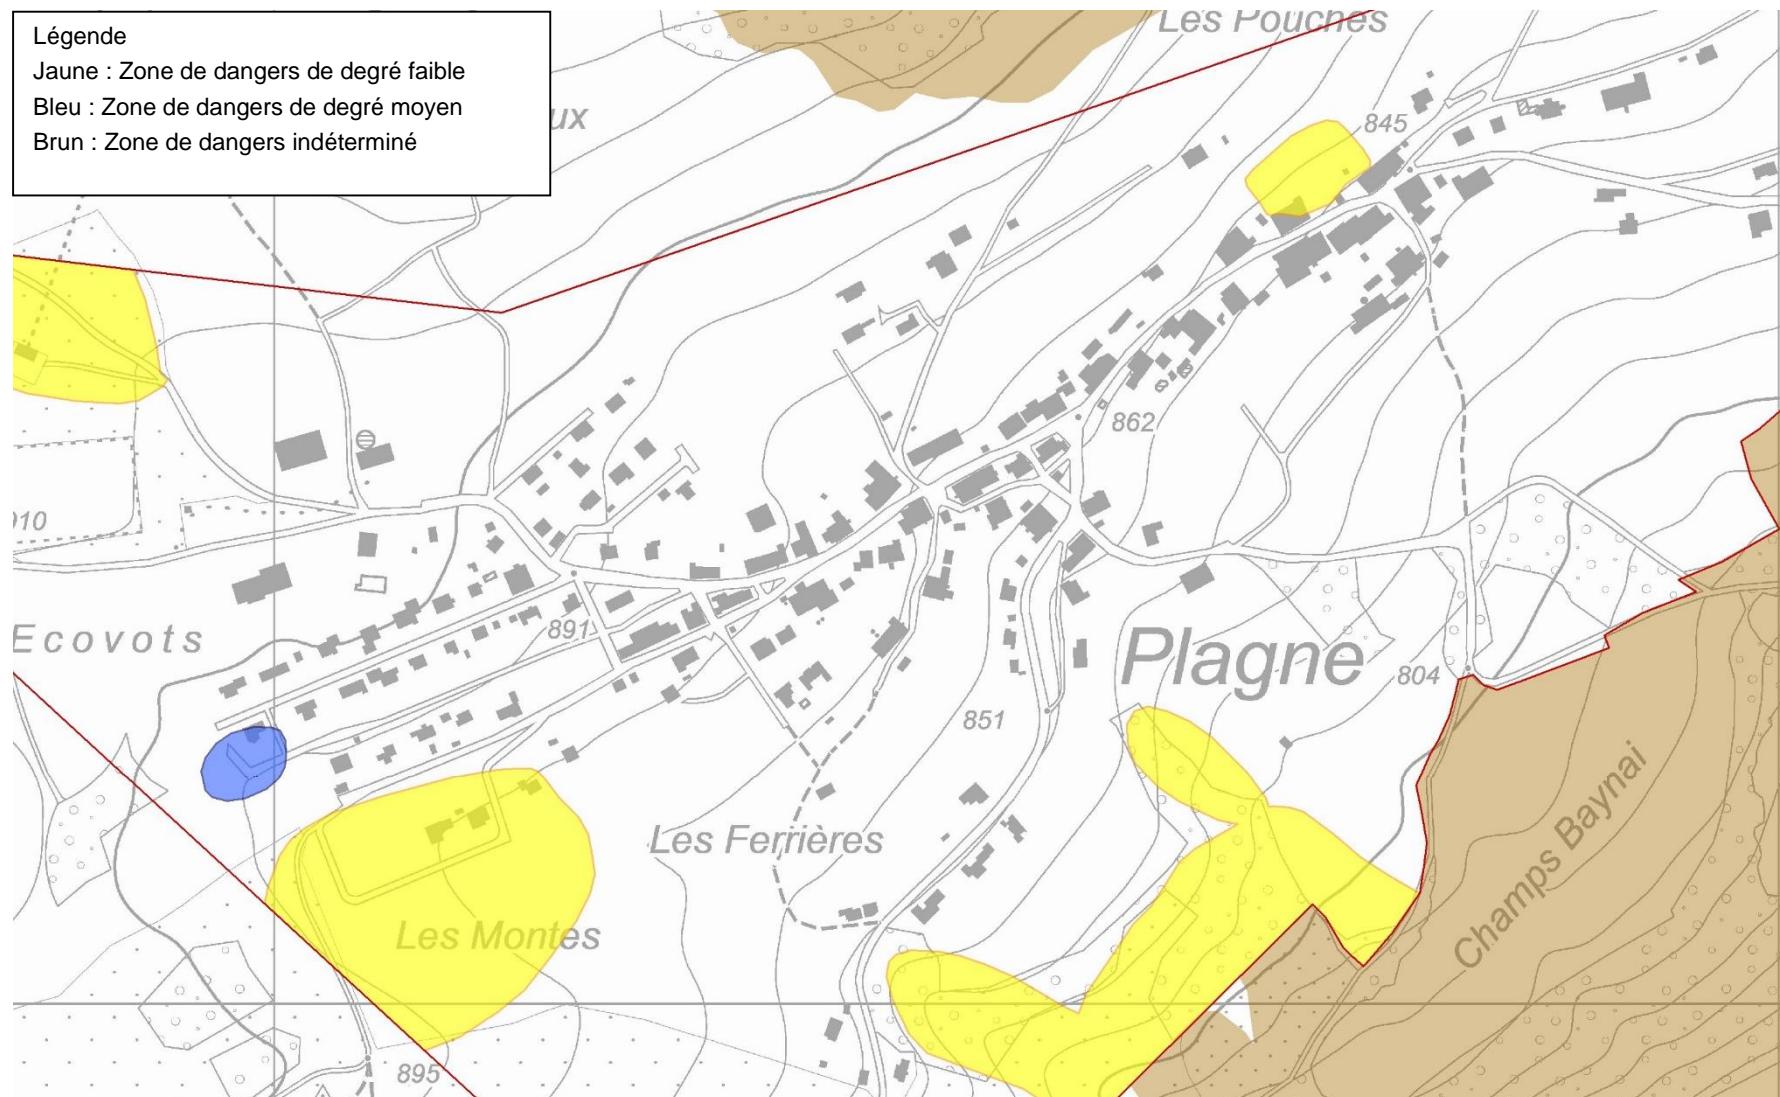 Légende
Jaune : Zone de dangers de degré faible
Bleu : Zone de dangers de degré moyen
Brun : Zone de dangers indéterminé
Les Pouches
ux
845
862
910
Ecovots
891
Plagne
804
851
Les Ferrières
Champs Baynai
Les Montes
895